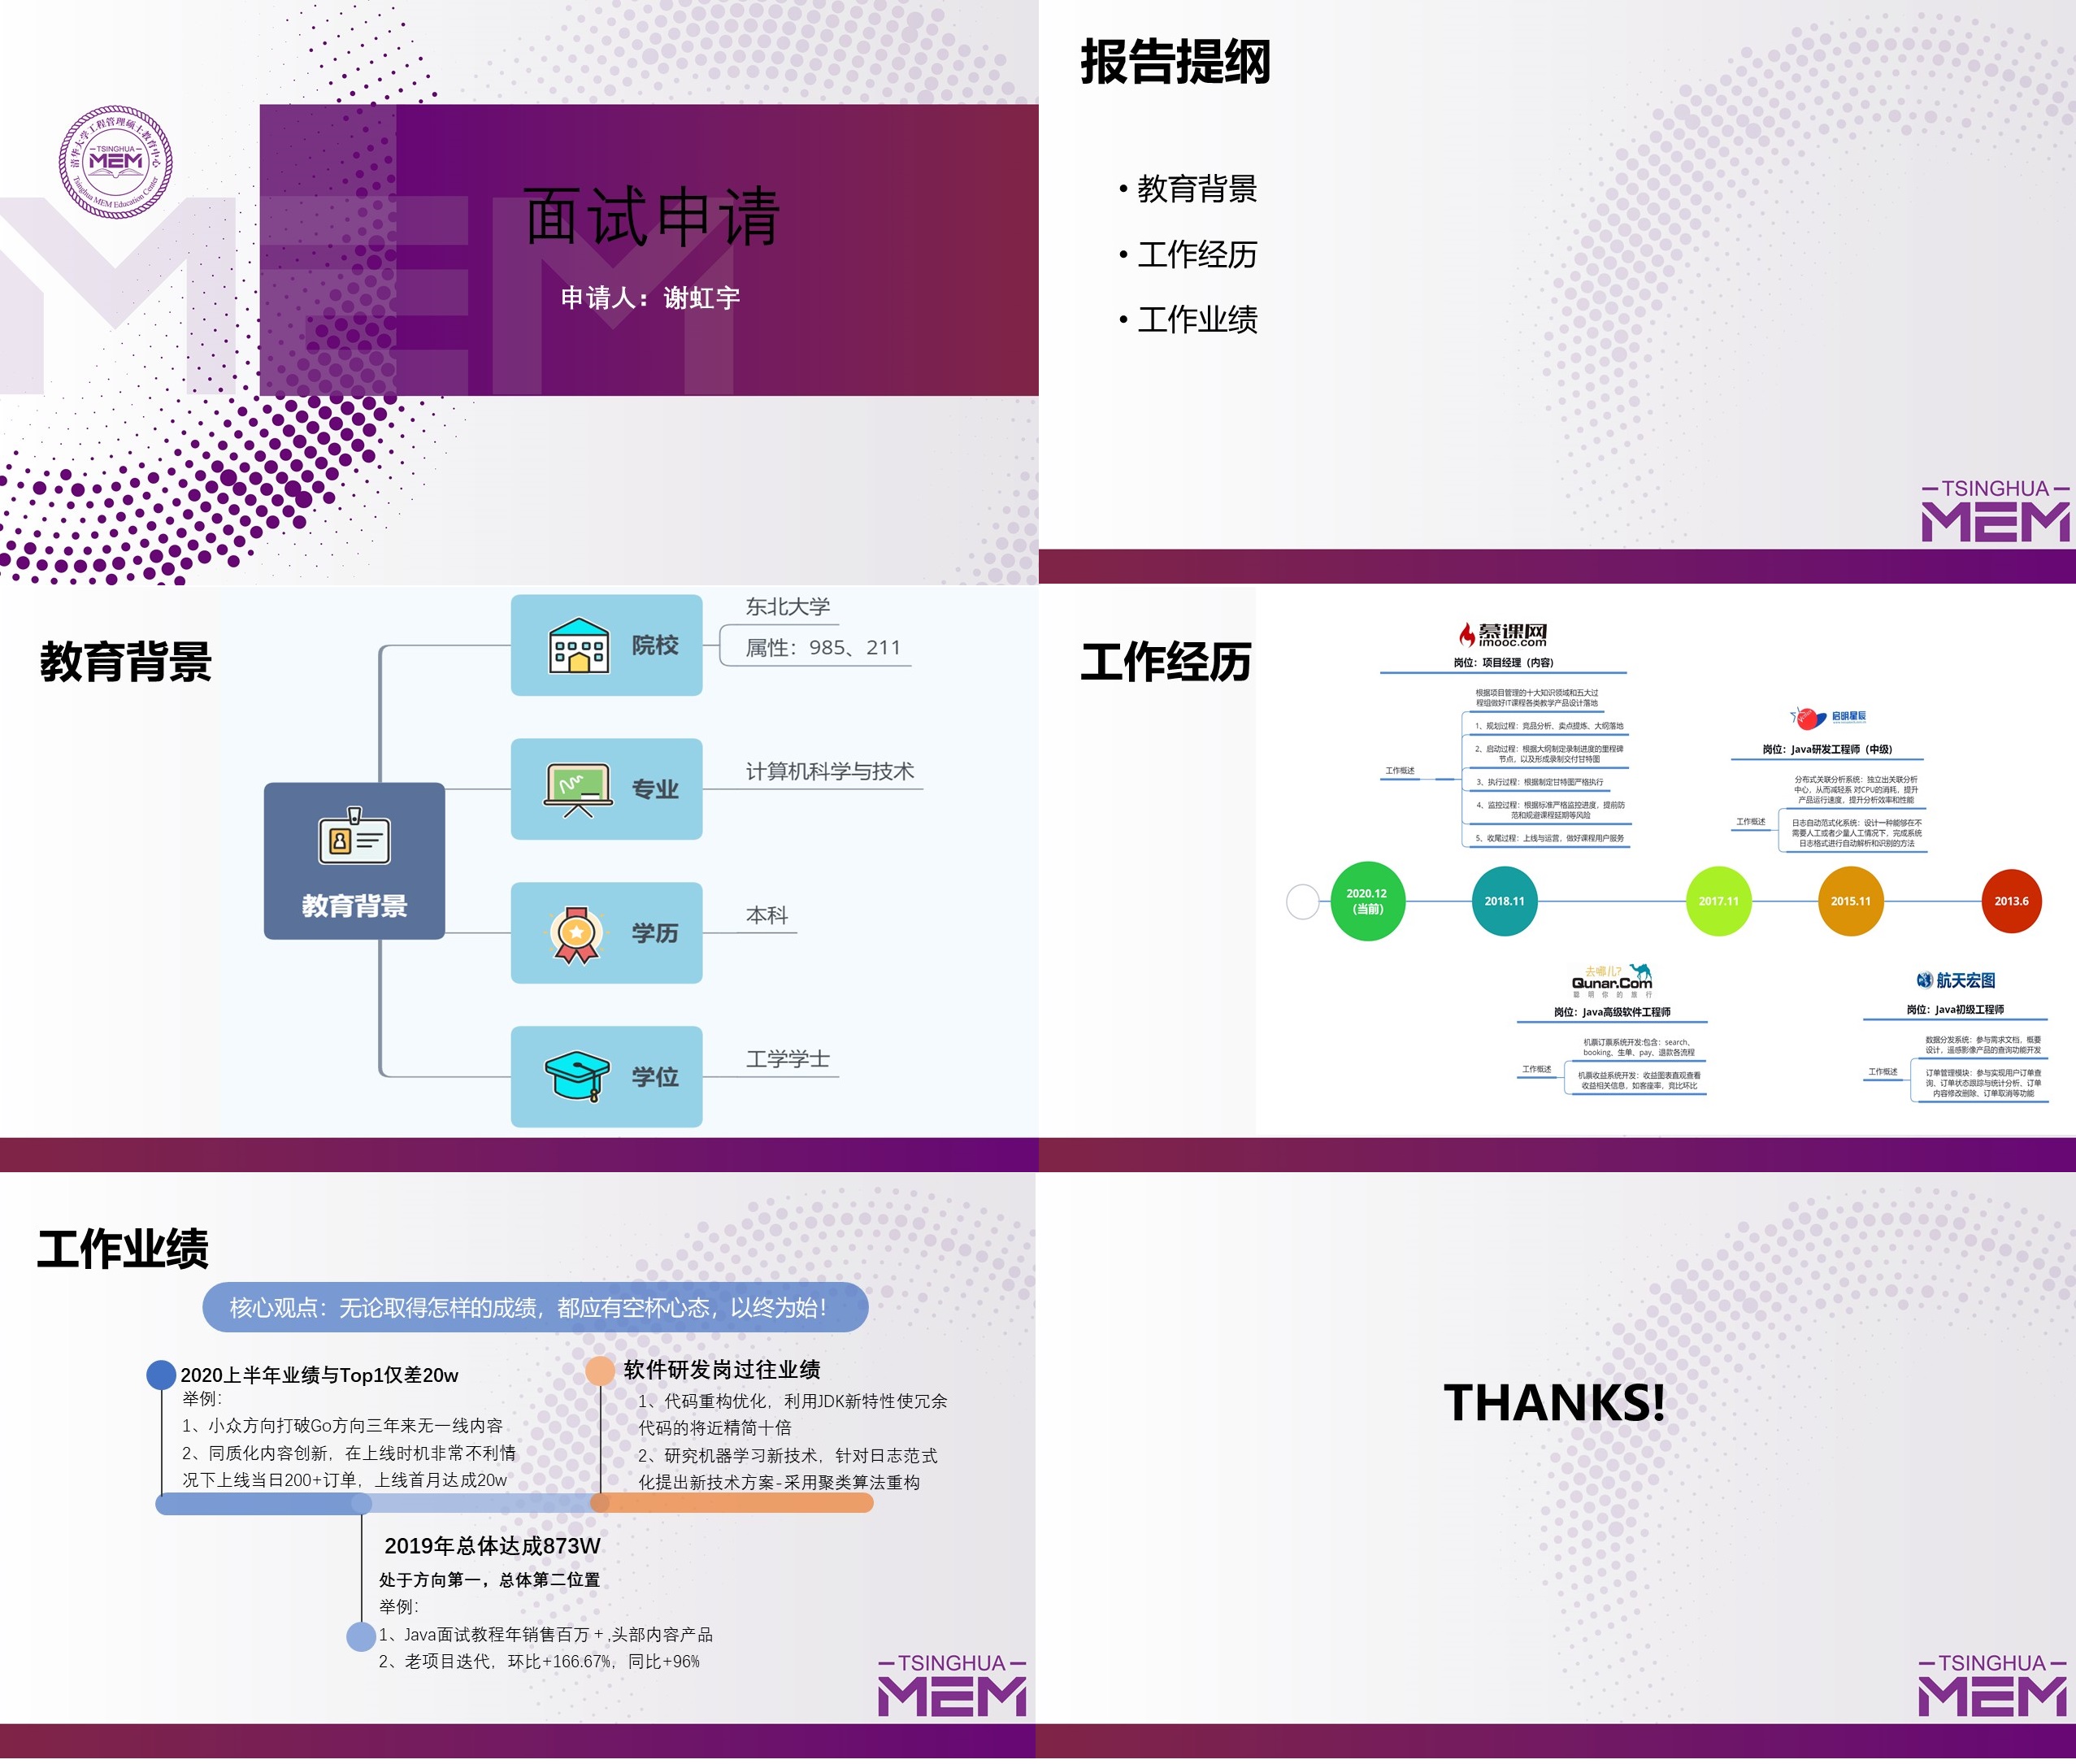 清华大学工程管理硕士教育中心
TSINGHUA
MEM
Tsinghua MEM Education Center
MEM
面试申请
申请人：谢虹宇
报告提纲
• 教育背景
• 工作经历
• 工作业绩
TSINGHUA
MEM
教育背景
教育背景
院校
东北大学
属性：985、211
专业
计算机科学与技术
学历
本科
学位
工学学士
工作经历
慕课网
imooc.com
岗位：项目经理（内容）
工作概述
根据项目管理的十大知识领域和五大过
程组做好IT课程各类教学产品设计落地
1、规划过程：竞品分析、卖点提炼、大纲落地
2、启动过程：根据大纲制定录制进度的里程碑
节点，以及形成录制交付甘特图
3、执行过程：根据制定甘特图严格执行
4、监控过程：根据标准严格监控进度，提前防
范和规避课程延期等风险
5、收尾过程：上线与运营，做好课程用户服务
启明星辰
岗位：Java研发工程师（中级）
工作概述
分布式关联分析系统：独立出关联分析
中心，从而减轻系 对CPU的消耗，提升
产品运行速度，提升分析效率和性能
日志自动范式化系统：设计一种能够在不
需要人工或者少量人工情况下，完成系统
日志格式进行自动解析和识别的方法
2020.12
（当前）
2018.11
2017.11
2015.11
2013.6
去哪儿?
Qunar.Com
聪明你的旅行
岗位：Java高级软件工程师
工作概述
机票订票系统开发:包含：search、
booking、生单、pay、退款各流程
机票收益系统开发：收益图表直观查看
收益相关信息，如客座率，竞比环比
航天宏图
岗位：Java初级工程师
工作概述
数据分发系统：参与需求文档，概要
设计，遥感影像产品的查询功能开发
订单管理模块：参与实现用户订单查
询、订单状态跟踪与统计分析、订单
内容修改删除、订单取消等功能
工作业绩
核心观点：无论取得怎样的成绩，都应有空杯心态，以终为始！
2020上半年业绩与Top1仅差20w
举例：
1、小众方向打破Go方向三年来无一线内容
2、同质化内容创新，在上线时机非常不利情
况下上线当日200+订单，上线首月达成20w
软件研发岗过往业绩
1、代码重构优化，利用JDK新特性使冗余
代码的将近精简十倍
2、研究机器学习新技术，针对日志范式
化提出新技术方案-采用聚类算法重构
2019年总体达成873W
处于方向第一，总体第二位置
举例：
1、Java面试教程年销售百万＋,头部内容产品
2、老项目迭代，环比+166.67%，同比+96%
TSINGHUA
MEM
THANKS!
TSINGHUA
MEM